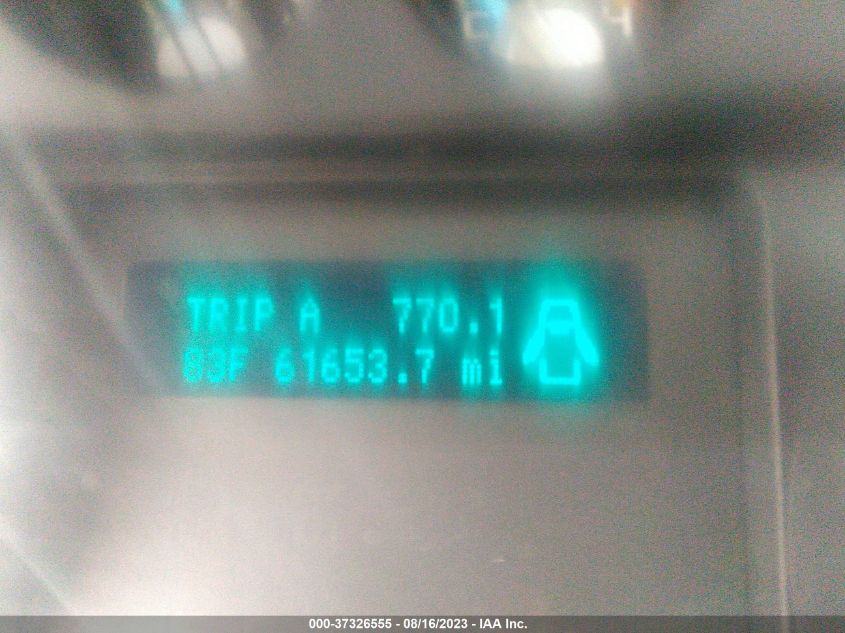 TRIP A 770.1
83F 61653.7 mi
000-37326555 - 08/16/2023 - IAA Inc.